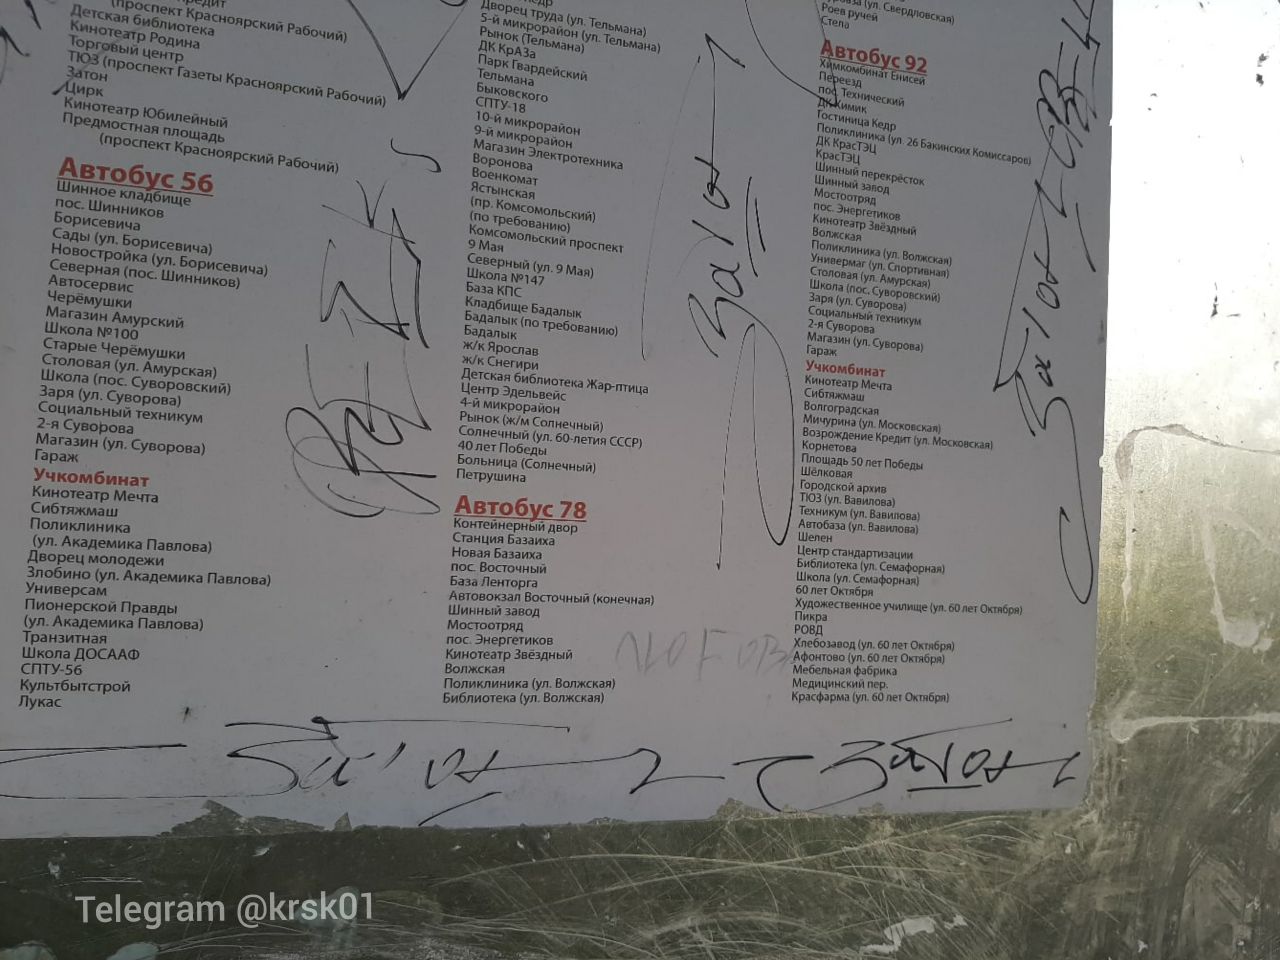 (проспект Красноярский Рабочий)
Детская библиотека
Кинотеатр Родина
Торговый центр
ТЮЗ (проспект Газеты Красноярский Рабочий)
Затон
Цирк
Кинотеатр Юбилейный
Предмостная площадь
(проспект Красноярский Рабочий)
Автобус 56
Шинное кладбище
пос. Шинников
Борисевича
Сады (ул. Борисевича)
Новостройка (ул. Борисевича)
Северная (пос. Шинников)
Автосервис
Черёмушки
Магазин Амурский
Школа №100
Старые Черёмушки
Столовая (ул. Амурская)
Школа (пос. Суворовский)
Заря (ул. Суворова)
Социальный техникум
2-я Суворова
Магазин (ул. Суворова)
Гараж
Учкомбинат
Кинотеатр Мечта
Сибтяжмаш
Поликлиника
(ул. Академика Павлова)
Дворец молодежи
Злобино (ул. Академика Павлова)
Универсам
Пионерской Правды
(ул. Академика Павлова)
Транзитная
Школа ДОСААФ
СПТУ-56
Культбытстрой
Лукас
Дворец труда (ул. Тельмана)
5-й микрорайон (ул. Тельмана)
Рынок (Тельмана)
ДК КрАЗа
Парк Гвардейский
Тельмана
Быковского
СПТУ-18
10-й микрорайон
9-й микрорайон
Магазин Электротехника
Воронова
Военкомат
Ястынская
(пр. Комсомольский)
(по требованию)
Комсомольский проспект
9 Мая
Северный (ул. 9 Мая)
Школа №147
База КПС
Кладбище Бадалык
Бадалык (по требованию)
Бадалык
ж/к Ярослав
ж/к Снегири
Детская библиотека Жар-птица
Центр Эдельвейс
4-й микрорайон
Рынок (ж/м Солнечный)
Солнечный (ул. 60-летия СССР)
40 лет Победы
Больница (Солнечный)
Петрушина
Автобус 78
Контейнерный двор
Станция Базаиха
Новая Базаиха
пос. Восточный
База Ленторга
Автовокзал Восточный (конечная)
Шинный завод
Мостоотряд
пос. Энергетиков
Кинотеатр Звёздный
Волжская
Поликлиника (ул. Волжская)
Библиотека (ул. Волжская)
(ул. Свердловская)
Роев ручей
Стела
Автобус 92
Химкомбинат Енисей
Переезд
пос. Технический
ДК Химик
Гостиница Кедр
Поликлиника (ул. 26 Бакинских Комиссаров)
ДК КрасТЭЦ
КрасТЭЦ
Шинный перекрёсток
Шинный завод
Мостоотряд
пос. Энергетиков
Кинотеатр Звёздный
Волжская
Поликлиника (ул. Волжская)
Универмаг (ул. Спортивная)
Столовая (ул. Амурская)
Школа (пос. Суворовский)
Заря (ул. Суворова)
Социальный техникум
2-я Суворова
Магазин (ул. Суворова)
Гараж
Учкомбинат
Кинотеатр Мечта
Сибтяжмаш
Волгоградская
Мичурина (ул. Московская)
Возрождение Кредит (ул. Московская)
Корнетова
Площадь 50 лет Победы
Шёлковая
Городской архив
ТЮЗ (ул. Вавилова)
Техникум (ул. Вавилова)
Автобаза (ул. Вавилова)
Шелен
Центр стандартизации
Библиотека (ул. Семафорная)
Школа (ул. Семафорная)
60 лет Октября
Художественное училище (ул. 60 лет Октября)
Пикра
РОВД
Хлебозавод (ул. 60 лет Октября)
Афонтово (ул. 60 лет Октября)
Мебельная фабрика
Медицинский пер.
Красфарма (ул. 60 лет Октября)
Telegram @krsk01